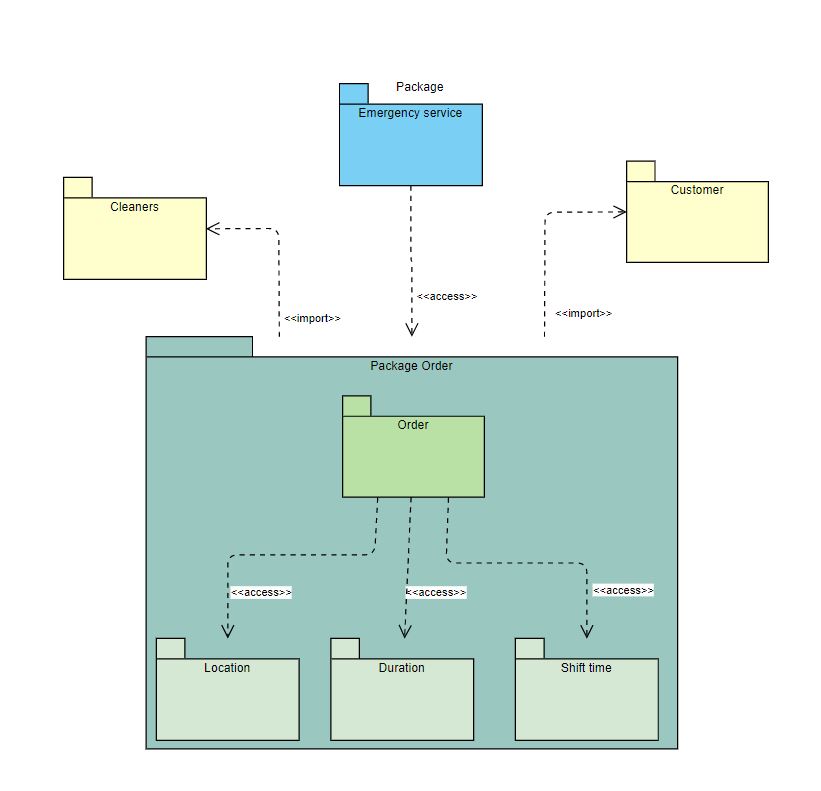 Package
Emergency service
Customer
Cleaners
<<access>>
<<import>>
<<import>>
Package Order
Order
<<access>>
<<access>>
<<access>>
Location
Duration
Shift time